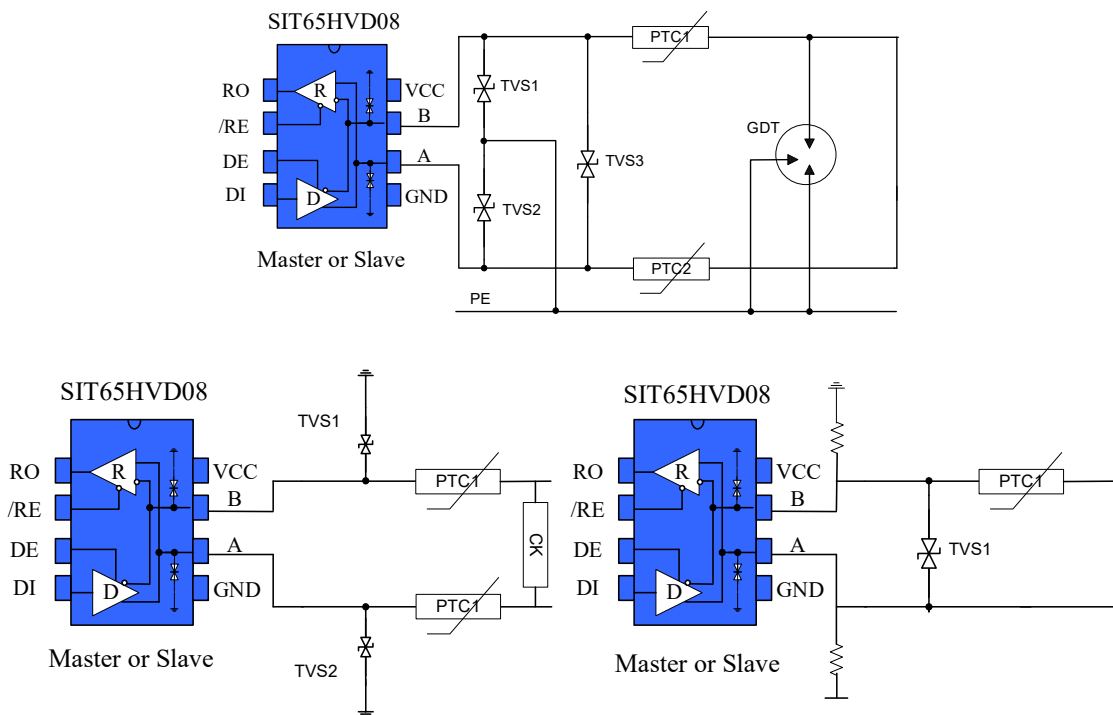 SIT65HVD08
RO
/RE
DE
DI
R
D
VCC
B
A
GND
Master or Slave
TVS1
TVS2
TVS3
PTC1
PTC2
GDT
PE
SIT65HVD08
RO
/RE
DE
DI
R
D
VCC
B
A
GND
Master or Slave
TVS1
TVS2
PTC1
PTC1
CK
SIT65HVD08
RO
/RE
DE
DI
R
D
VCC
B
A
GND
Master or Slave
TVS1
PTC1